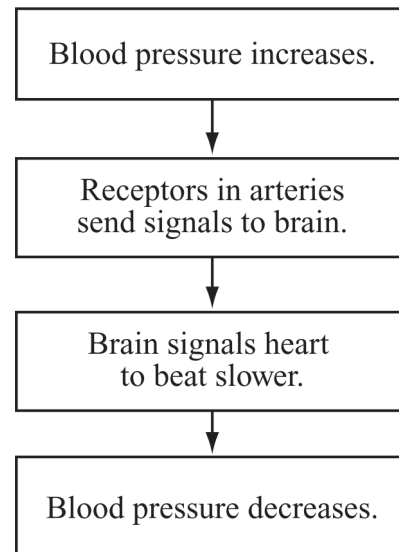 Blood pressure increases.
Receptors in arteries
send signals to brain.
Brain signals heart
to beat slower.
Blood pressure decreases.